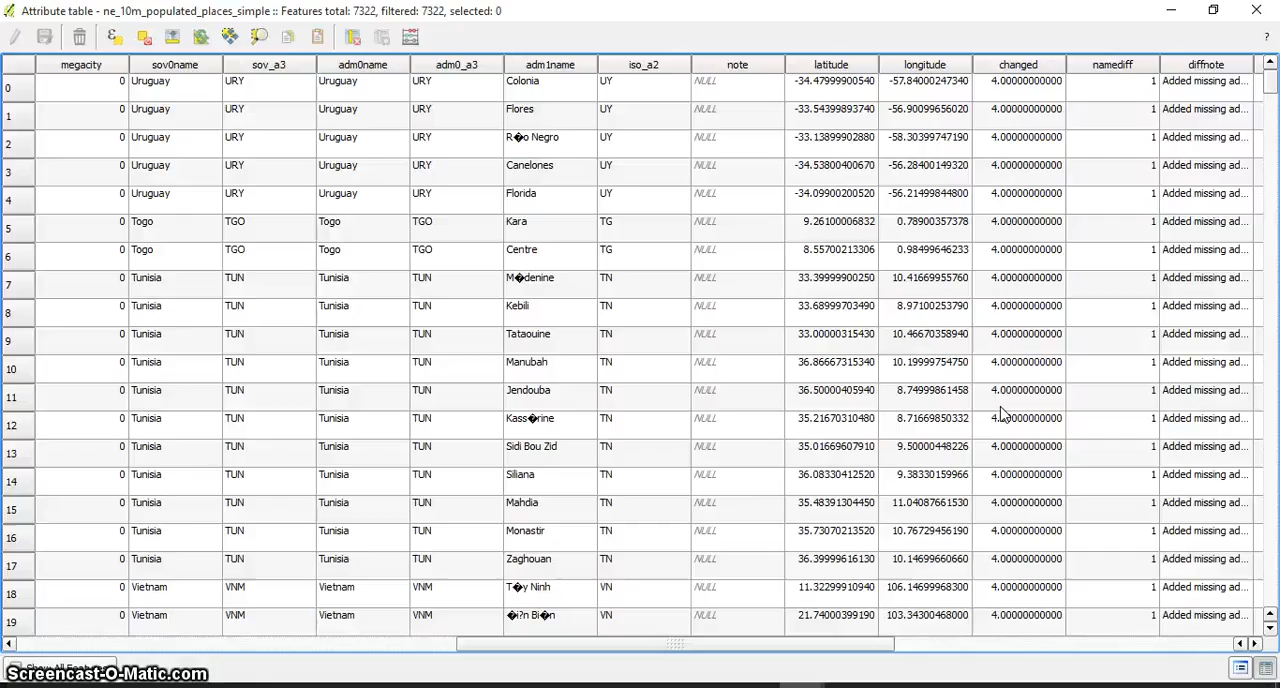 Attribute table - ne_10m_populated_places_simple :: Features total: 7322, filtered: 7322, selected: 0
?
megacity sov0name sov_a3 adm0name adm0_a3 adm1name iso_a2 note latitude longitude changed namediff diffnote
0 0 Uruguay URY Uruguay URY Colonia UY NULL -34.47999900540 -57.84000247340 4.00000000000 1 Added missing ad...
1 0 Uruguay URY Uruguay URY Flores UY NULL -33.54399893740 -56.90099656020 4.00000000000 1 Added missing ad...
2 0 Uruguay URY Uruguay URY R�o Negro UY NULL -33.13899902880 -58.30399747190 4.00000000000 1 Added missing ad...
3 0 Uruguay URY Uruguay URY Canelones UY NULL -34.53800400670 -56.28400149320 4.00000000000 1 Added missing ad...
4 0 Uruguay URY Uruguay URY Florida UY NULL -34.09900200520 -56.21499844800 4.00000000000 1 Added missing ad...
5 0 Togo TGO Togo TGO Kara TG NULL 9.26100006832 0.78900357378 4.00000000000 1 Added missing ad...
6 0 Togo TGO Togo TGO Centre TG NULL 8.55700213306 0.98499646233 4.00000000000 1 Added missing ad...
7 0 Tunisia TUN Tunisia TUN M�denine TN NULL 33.39999900250 10.41669955760 4.00000000000 1 Added missing ad...
8 0 Tunisia TUN Tunisia TUN Kebili TN NULL 33.68999703490 8.97100253790 4.00000000000 1 Added missing ad...
9 0 Tunisia TUN Tunisia TUN Tataouine TN NULL 33.00000315430 10.46670358940 4.00000000000 1 Added missing ad...
10 0 Tunisia TUN Tunisia TUN Manubah TN NULL 36.86667315340 10.19999754750 4.00000000000 1 Added missing ad...
11 0 Tunisia TUN Tunisia TUN Jendouba TN NULL 36.50000405940 8.74999861458 4.00000000000 1 Added missing ad...
12 0 Tunisia TUN Tunisia TUN Kass�rine TN NULL 35.21670310480 8.71669850332 4.00000000000 1 Added missing ad...
13 0 Tunisia TUN Tunisia TUN Sidi Bou Zid TN NULL 35.01669607910 9.50000448226 4.00000000000 1 Added missing ad...
14 0 Tunisia TUN Tunisia TUN Siliana TN NULL 36.08330412520 9.38330159966 4.00000000000 1 Added missing ad...
15 0 Tunisia TUN Tunisia TUN Mahdia TN NULL 35.48391304450 11.04087661530 4.00000000000 1 Added missing ad...
16 0 Tunisia TUN Tunisia TUN Monastir TN NULL 35.73070213520 10.76729456190 4.00000000000 1 Added missing ad...
17 0 Tunisia TUN Tunisia TUN Zaghouan TN NULL 36.39999616130 10.14699660660 4.00000000000 1 Added missing ad...
18 0 Vietnam VNM Vietnam VNM T�y Ninh VN NULL 11.32299910940 106.14699968300 4.00000000000 1 Added missing ad...
19 0 Vietnam VNM Vietnam VNM �i?n Bi�n VN NULL 21.74000399190 103.34300468000 4.00000000000 1 Added missing ad...
Screencast-O-Matic.com